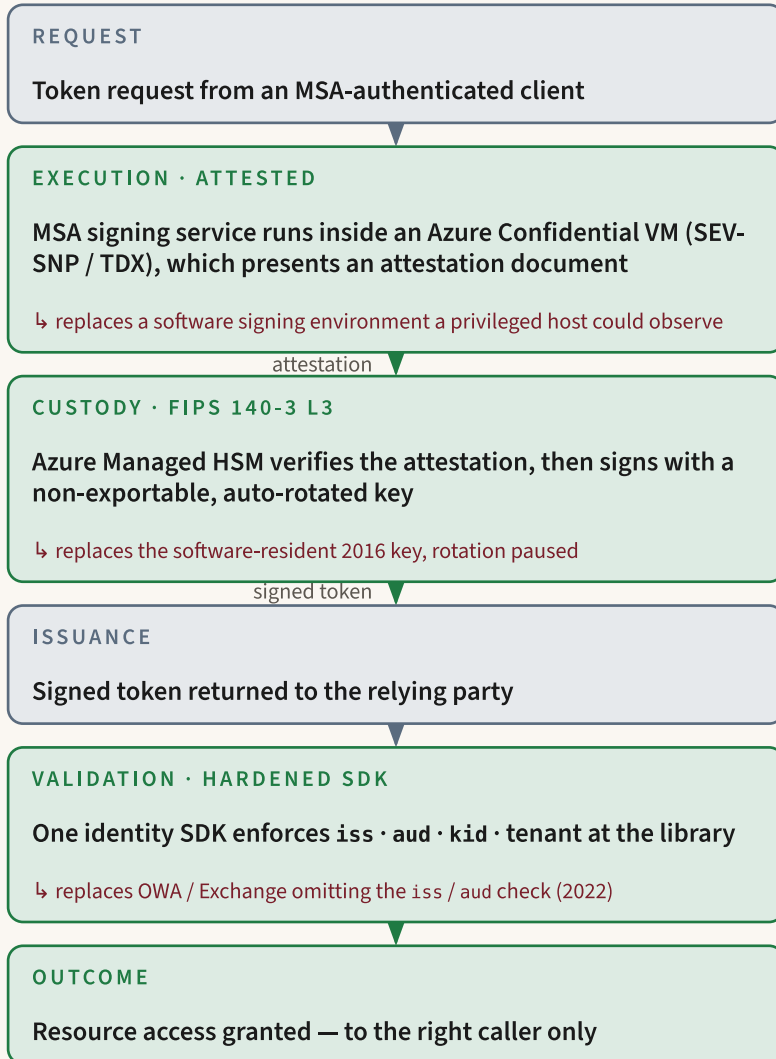 REQUEST
Token request from an MSA-authenticated client
EXECUTION · ATTESTED
MSA signing service runs inside an Azure Confidential VM (SEV-
SNP / TDX), which presents an attestation document
↳ replaces a software signing environment a privileged host could observe
attestation
CUSTODY · FIPS 140-3 L3
Azure Managed HSM verifies the attestation, then signs with a
non-exportable, auto-rotated key
↳ replaces the software-resident 2016 key, rotation paused
signed token
ISSUANCE
Signed token returned to the relying party
VALIDATION · HARDENED SDK
One identity SDK enforces iss · aud · kid · tenant at the library
↳ replaces OWA / Exchange omitting the iss / aud check (2022)
OUTCOME
Resource access granted — to the right caller only